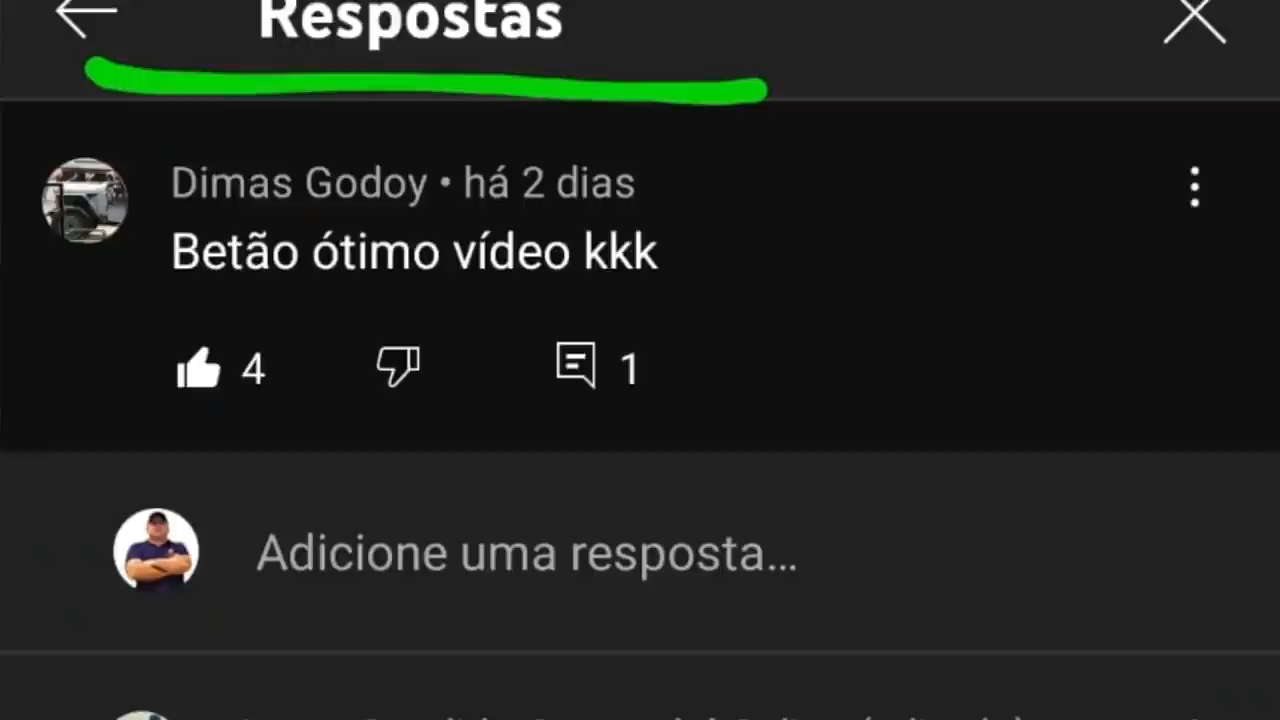 Respostas
Dimas Godoy • há 2 dias
Betão ótimo vídeo kkk
4
1
Adicione uma resposta...